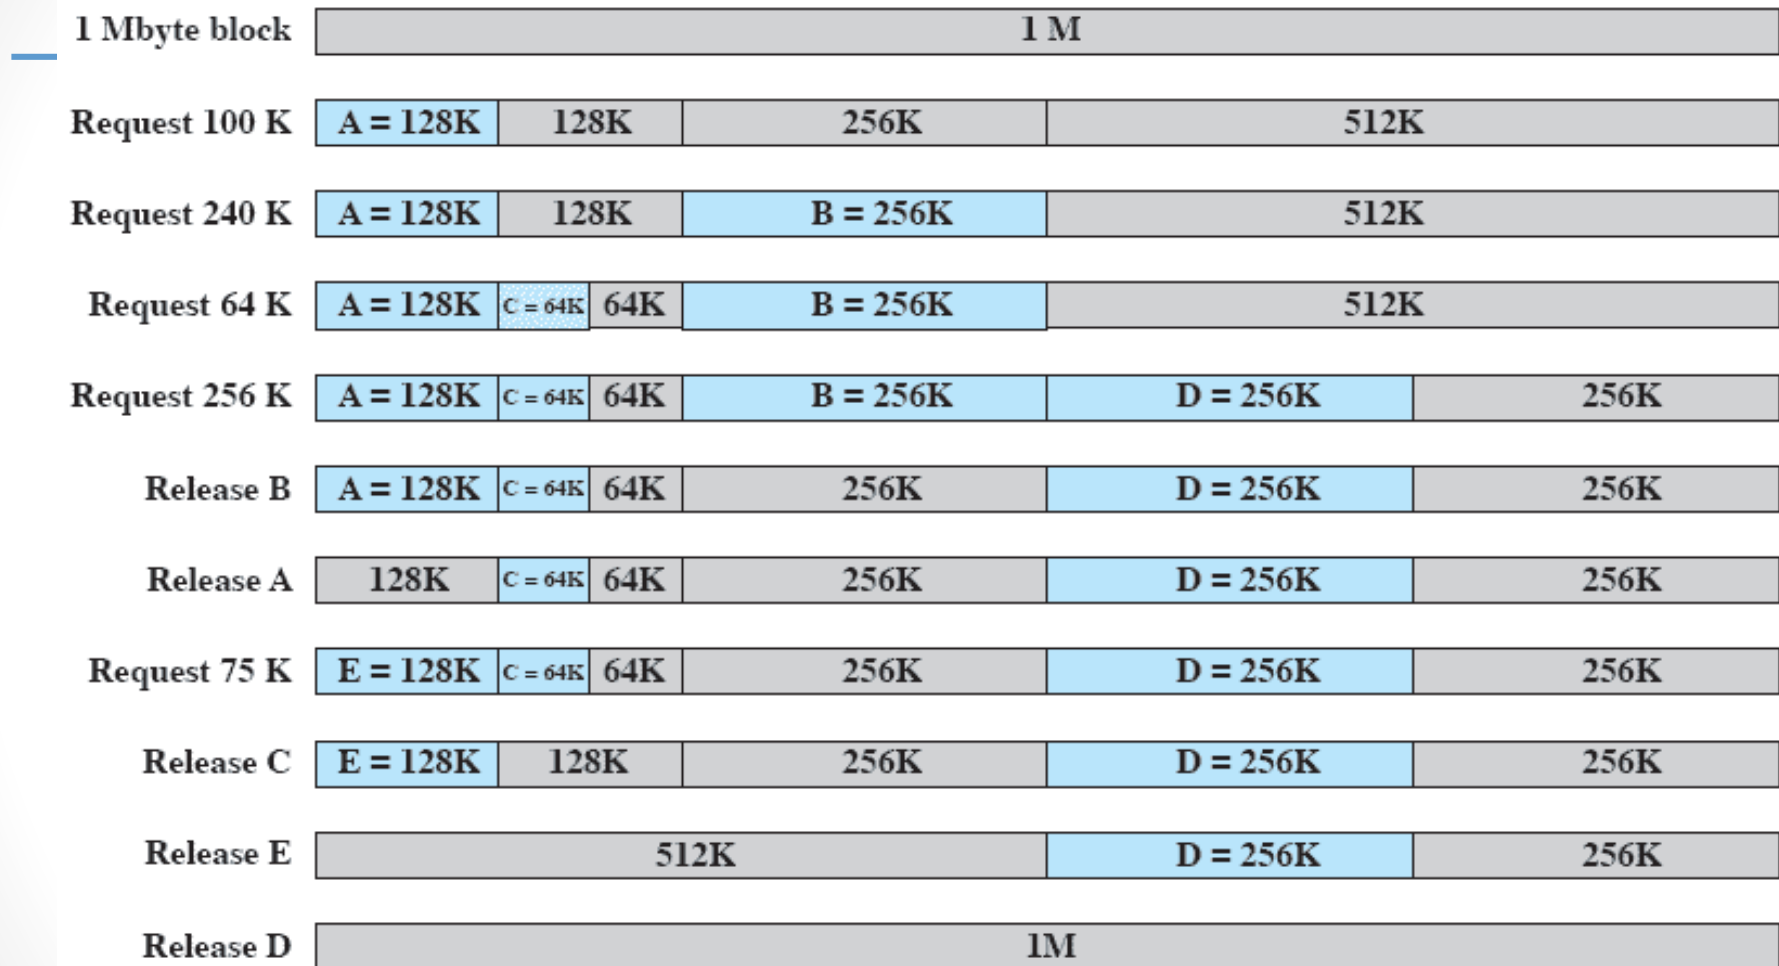 1 Mbyte block 1 M
Request 100 K A = 128K 128K 256K 512K
Request 240 K A = 128K 128K B = 256K 512K
Request 64 K A = 128K C = 64K 64K B = 256K 512K
Request 256 K A = 128K C = 64K 64K B = 256K D = 256K 256K
Release B A = 128K C = 64K 64K 256K D = 256K 256K
Release A 128K C = 64K 64K 256K D = 256K 256K
Request 75 K E = 128K C = 64K 64K 256K D = 256K 256K
Release C E = 128K 128K 256K D = 256K 256K
Release E 512K D = 256K 256K
Release D 1M